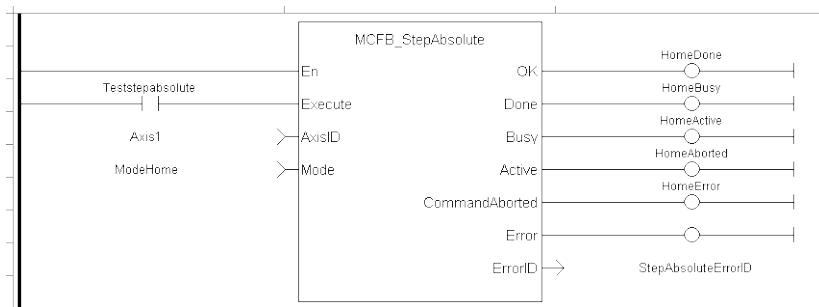 MCFB_StepAbsolute
HomeDone
En
OK
Teststepabsolute
HomeBusy
Execute
Done
HomeActive
Axis1
AxisID
Busy
HomeAborted
ModeHome
Mode
Active
HomeError
CommandAborted
Error
ErrorID
StepAbsoluteErrorID